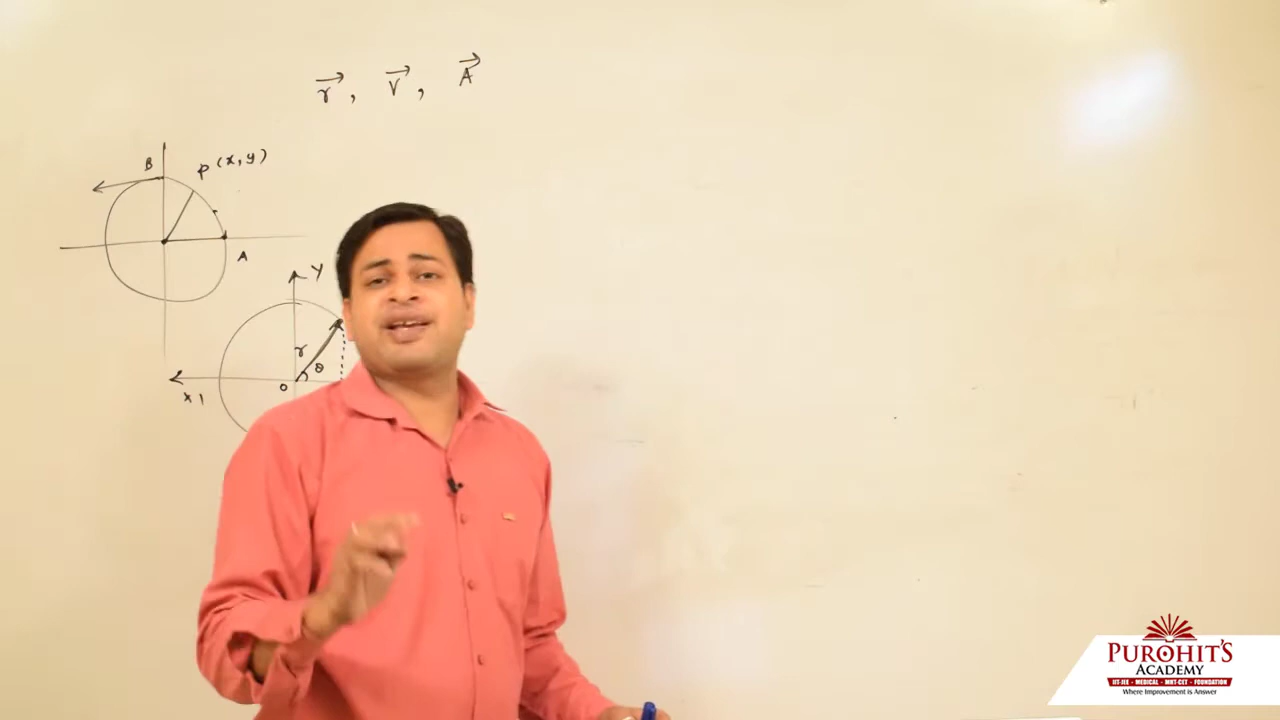 r⃗, v⃗, A⃗
B
P (x, y)
A
y
r
θ
O
x1
PUROHIT'S
ACADEMY
IIT-JEE • MEDICAL • MHT-CET • FOUNDATION
Where Improvement is Answer